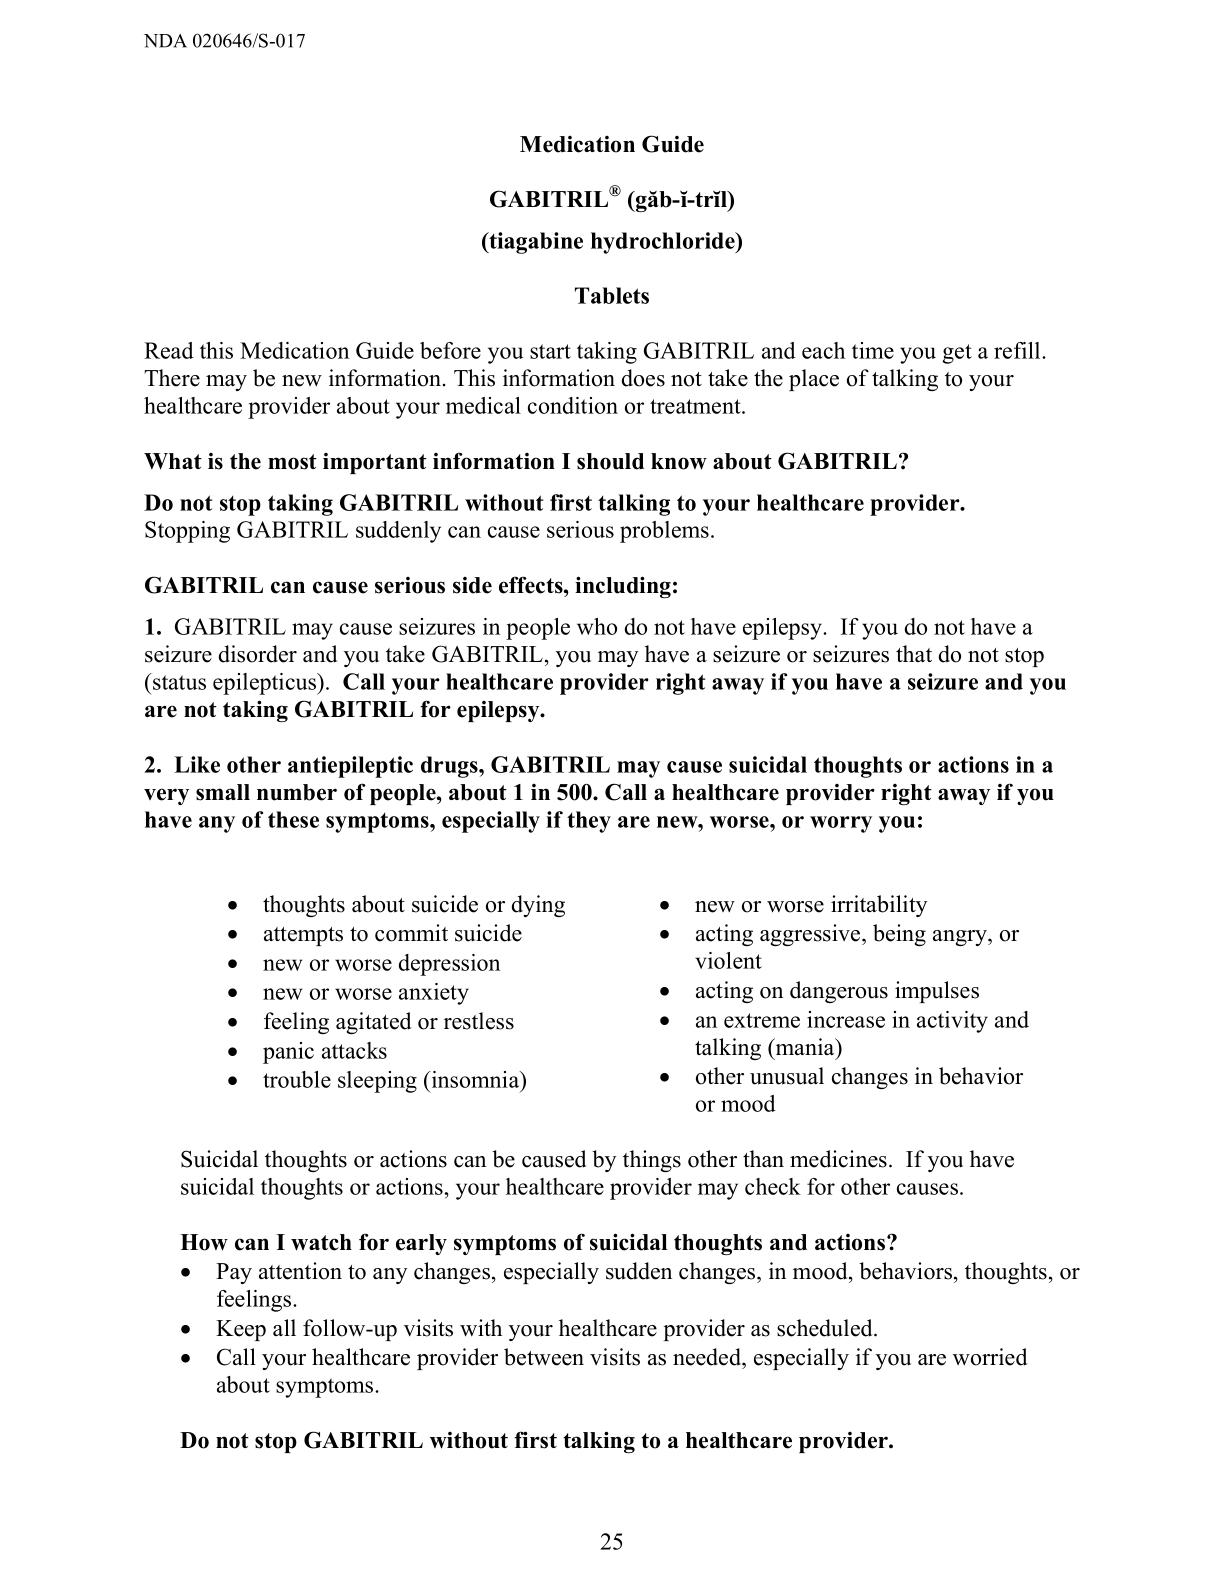 NDA 020646/S-017
Medication Guide
GABITRIL® (găb-ĭ-trĭl)
(tiagabine hydrochloride)
Tablets
Read this Medication Guide before you start taking GABITRIL and each time you get a refill.
There may be new information. This information does not take the place of talking to your
healthcare provider about your medical condition or treatment.
What is the most important information I should know about GABITRIL?
Do not stop taking GABITRIL without first talking to your healthcare provider.
Stopping GABITRIL suddenly can cause serious problems.
GABITRIL can cause serious side effects, including:
1. GABITRIL may cause seizures in people who do not have epilepsy. If you do not have a
seizure disorder and you take GABITRIL, you may have a seizure or seizures that do not stop
(status epilepticus). Call your healthcare provider right away if you have a seizure and you
are not taking GABITRIL for epilepsy.
2. Like other antiepileptic drugs, GABITRIL may cause suicidal thoughts or actions in a
very small number of people, about 1 in 500. Call a healthcare provider right away if you
have any of these symptoms, especially if they are new, worse, or worry you:
• thoughts about suicide or dying
• attempts to commit suicide
• new or worse depression
• new or worse anxiety
• feeling agitated or restless
• panic attacks
• trouble sleeping (insomnia)
• new or worse irritability
• acting aggressive, being angry, or
violent
• acting on dangerous impulses
• an extreme increase in activity and
talking (mania)
• other unusual changes in behavior
or mood
Suicidal thoughts or actions can be caused by things other than medicines. If you have
suicidal thoughts or actions, your healthcare provider may check for other causes.
How can I watch for early symptoms of suicidal thoughts and actions?
• Pay attention to any changes, especially sudden changes, in mood, behaviors, thoughts, or
feelings.
• Keep all follow-up visits with your healthcare provider as scheduled.
• Call your healthcare provider between visits as needed, especially if you are worried
about symptoms.
Do not stop GABITRIL without first talking to a healthcare provider.
25